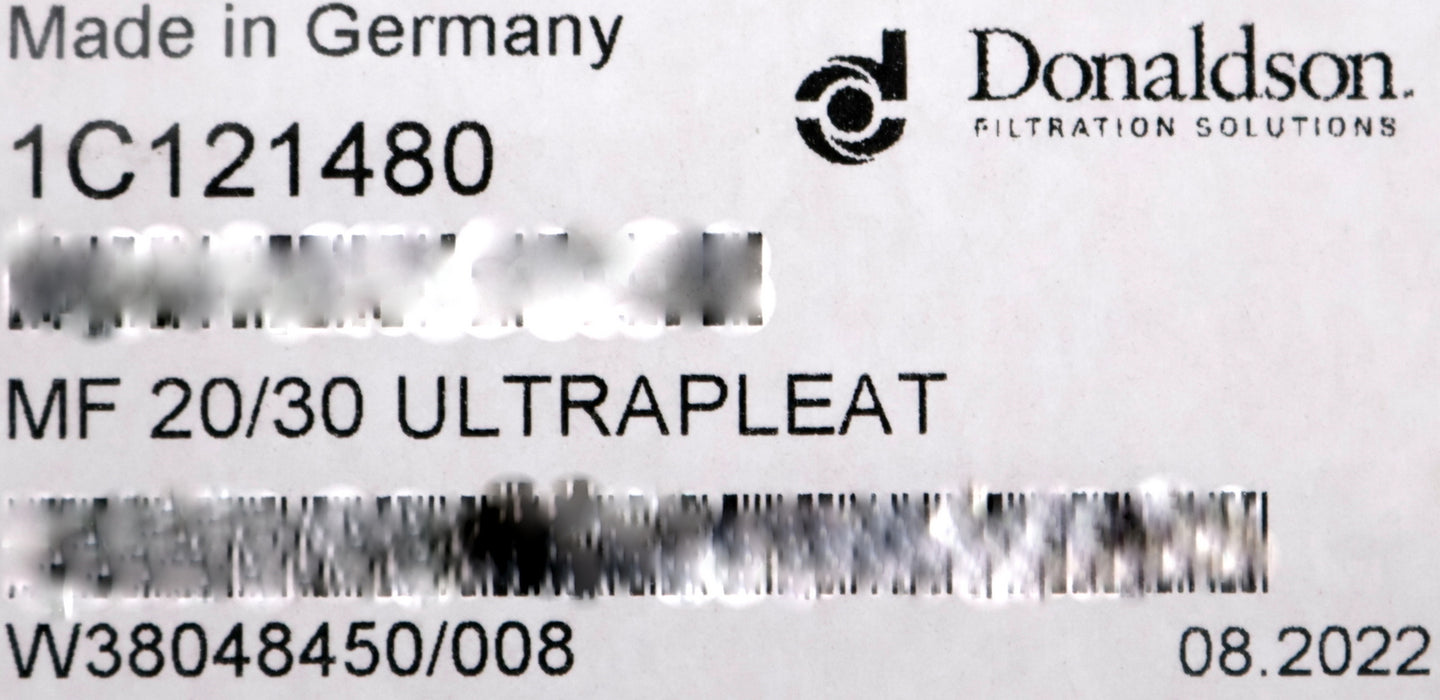 Made in Germany
Donaldson.
FILTRATION SOLUTIONS
1C121480
MF 20/30 ULTRAPLEAT
W38048450/008
08.2022